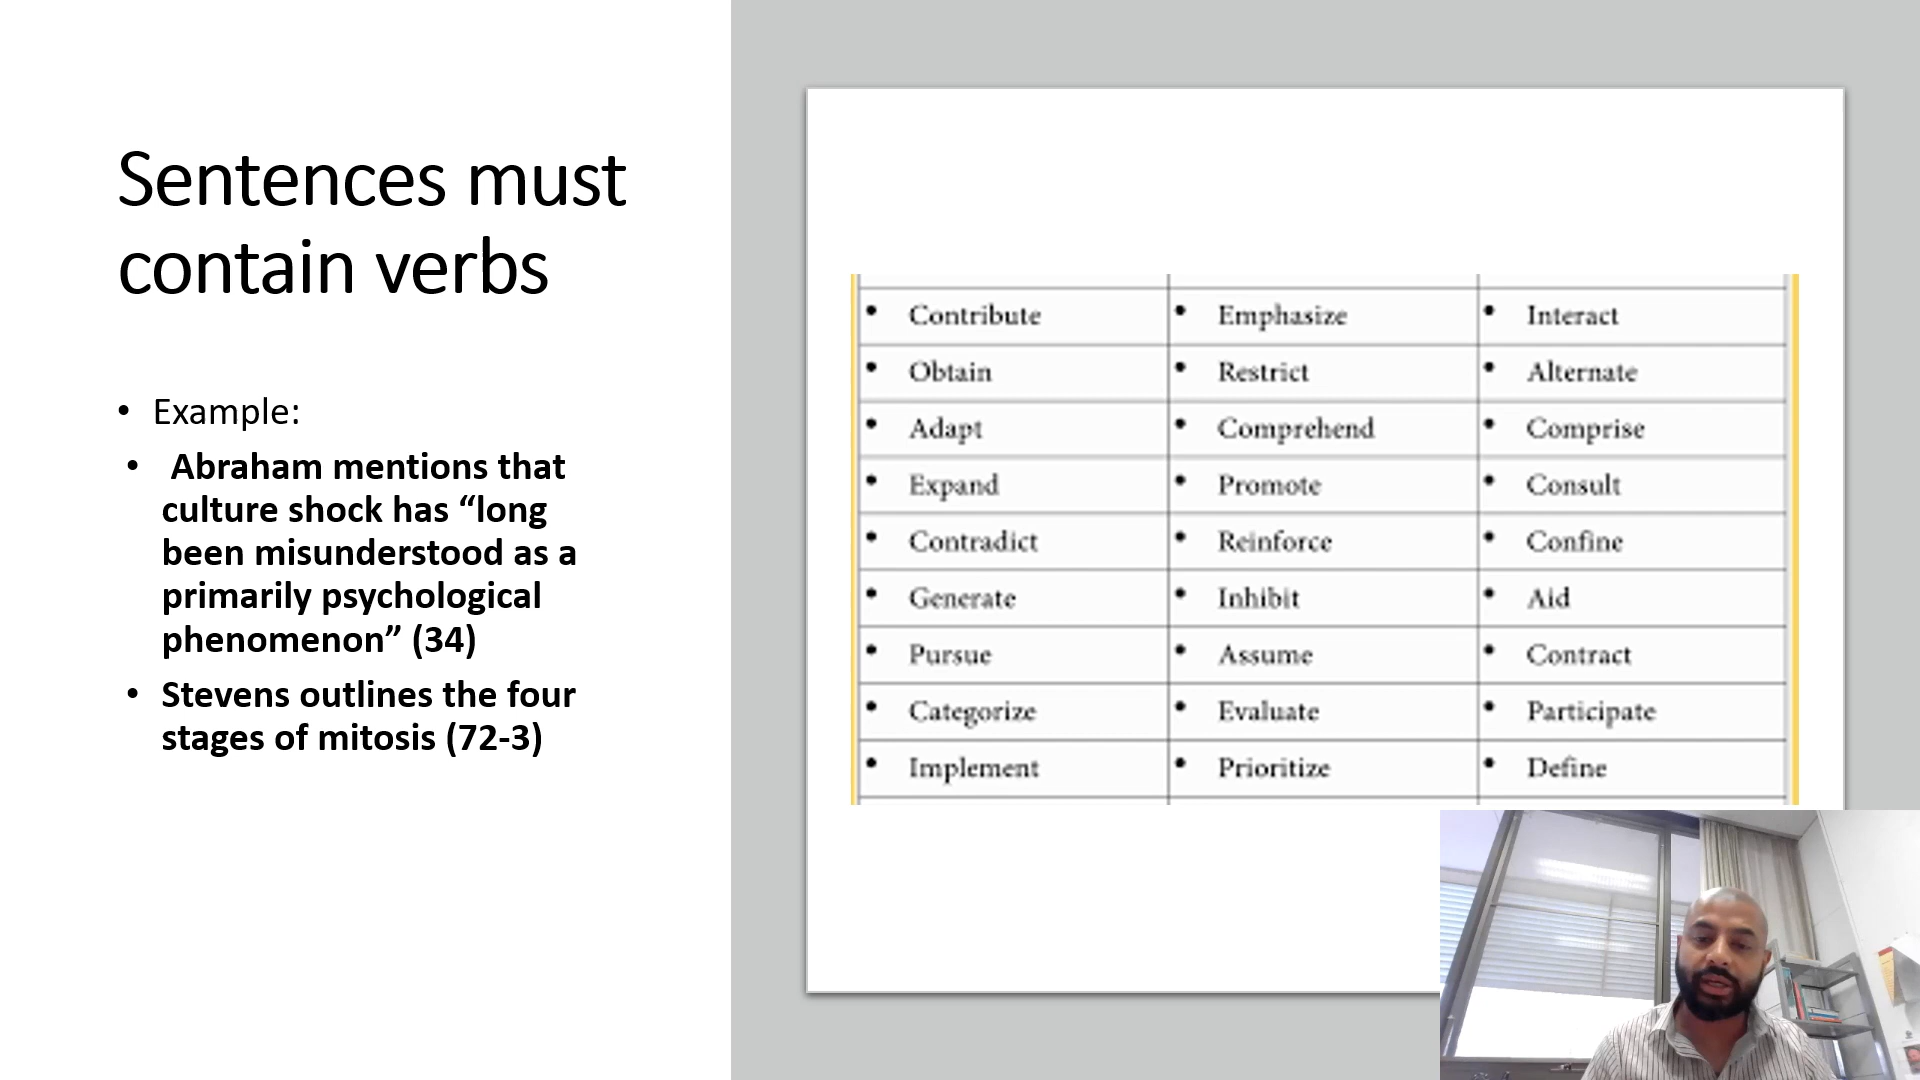 Sentences must
contain verbs
• Example:
• Abraham mentions that
culture shock has “long
been misunderstood as a
primarily psychological
phenomenon” (34)
• Stevens outlines the four
stages of mitosis (72-3)
• Contribute • Emphasize • Interact
• Obtain • Restrict • Alternate
• Adapt • Comprehend • Comprise
• Expand • Promote • Consult
• Contradict • Reinforce • Confine
• Generate • Inhibit • Aid
• Pursue • Assume • Contract
• Categorize • Evaluate • Participate
• Implement • Prioritize • Define